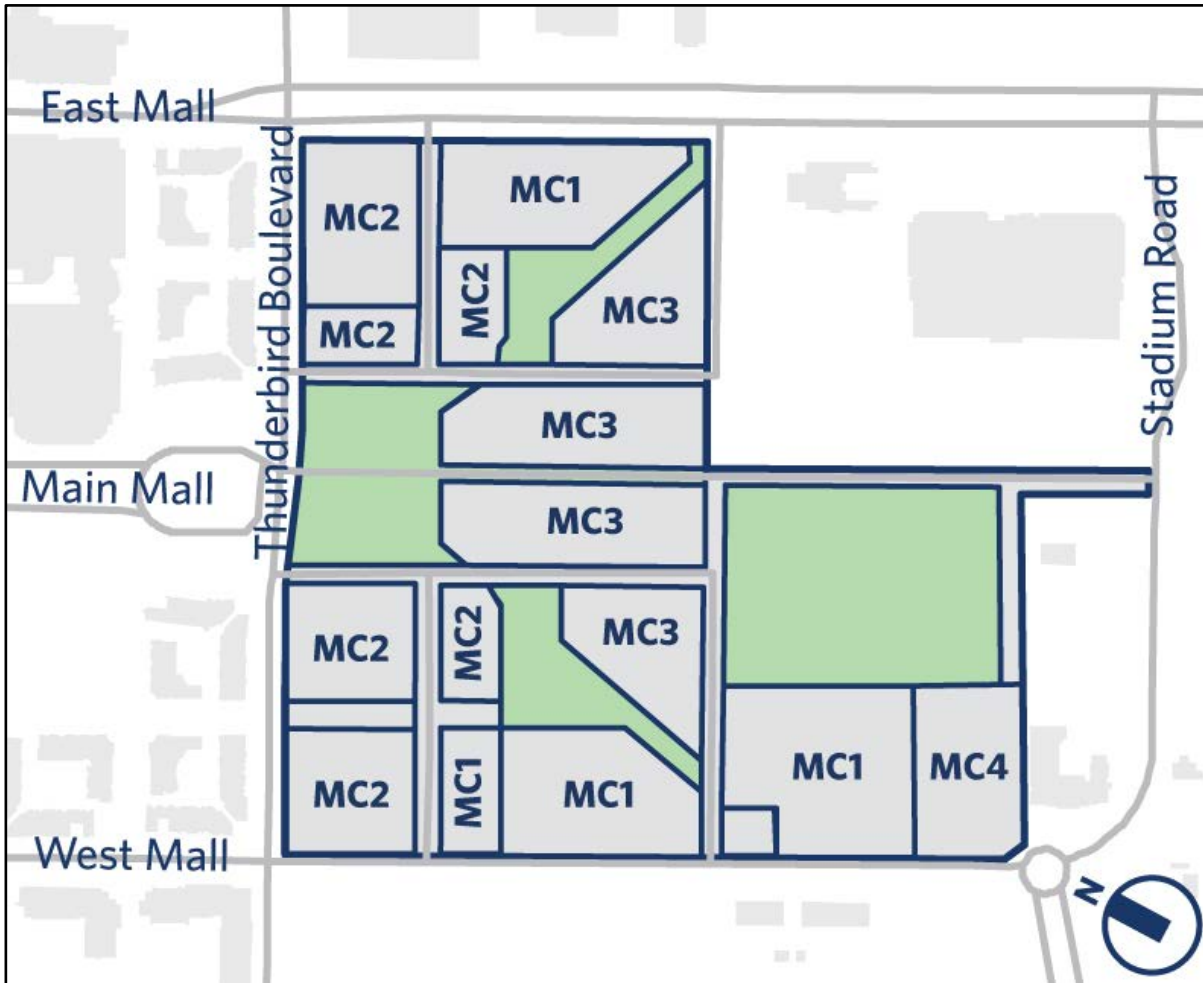 East Mall
Thunderbird Boulevard
MC2
MC1
MC2
MC2
MC3
Stadium Road
MC3
Main Mall
MC3
MC2
MC2
MC3
MC2
MC1
MC1
MC1
MC4
West Mall
N